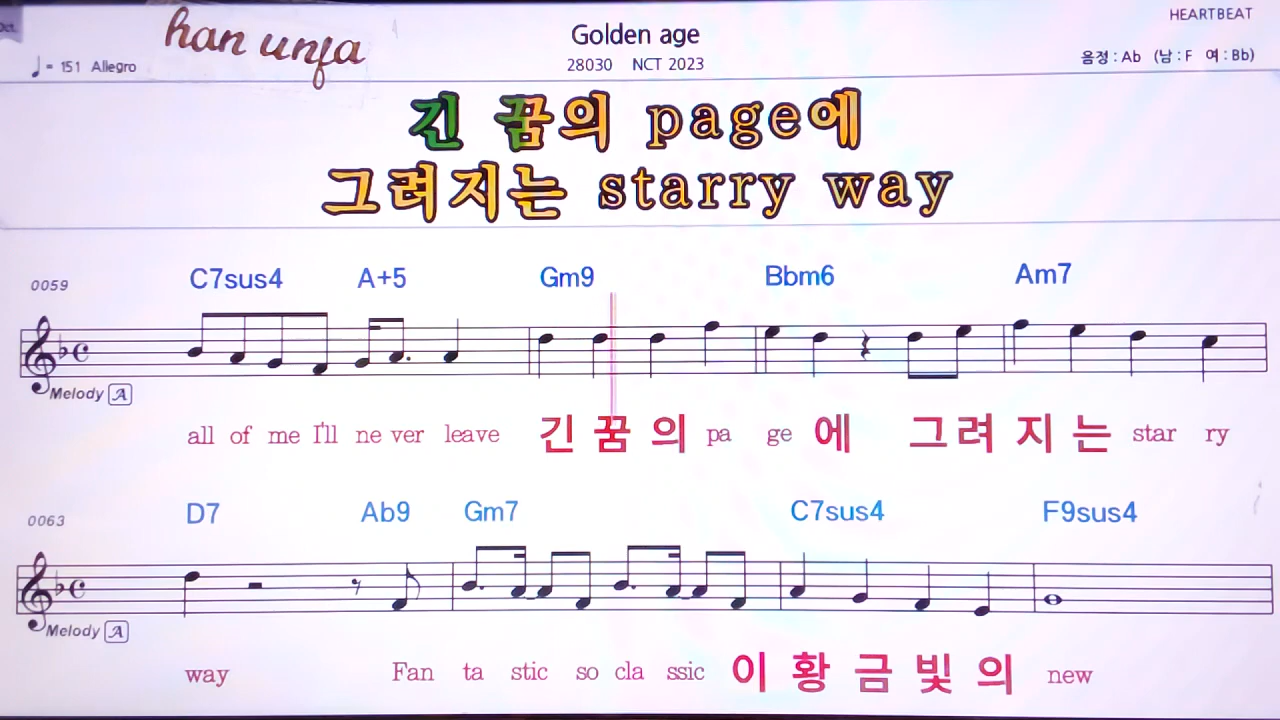 Oct.
han unfa
HEARTBEAT
Golden age
♩= 151 Allegro
28030 NCT 2023
음정 : Ab (남 : F 여 : Bb)
긴 꿈의 page에
그려지는 starry way
0059 C7sus4 A+5 Gm9 Bbm6 Am7
Melody A
all of me I'll ne ver leave 긴 꿈 의 pa ge 에 그 려 지 는 star ry
0063 D7 Ab9 Gm7 C7sus4 F9sus4
Melody A
way Fan ta stic so cla ssic 이 황 금 빛 의 new